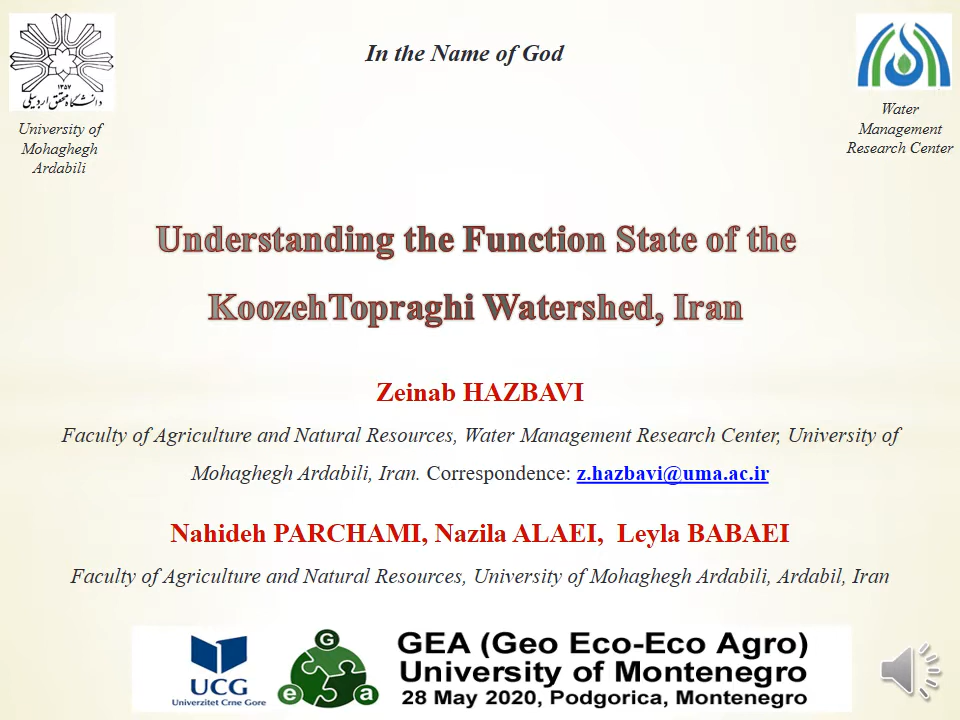 In the Name of God
۱۳۵۷
دانشگاه محقق اردبیلی
University of
Mohaghegh
Ardabili
Water
Management
Research Center
Understanding the Function State of the
KoozehTopraghi Watershed, Iran
Zeinab HAZBAVI
Faculty of Agriculture and Natural Resources, Water Management Research Center, University of
Mohaghegh Ardabili, Iran. Correspondence: z.hazbavi@uma.ac.ir
Nahideh PARCHAMI, Nazila ALAEI, Leyla BABAEI
Faculty of Agriculture and Natural Resources, University of Mohaghegh Ardabili, Ardabil, Iran
UCG
Univerzitet Crne Gore
G
e a
GEA (Geo Eco-Eco Agro)
University of Montenegro
28 May 2020, Podgorica, Montenegro